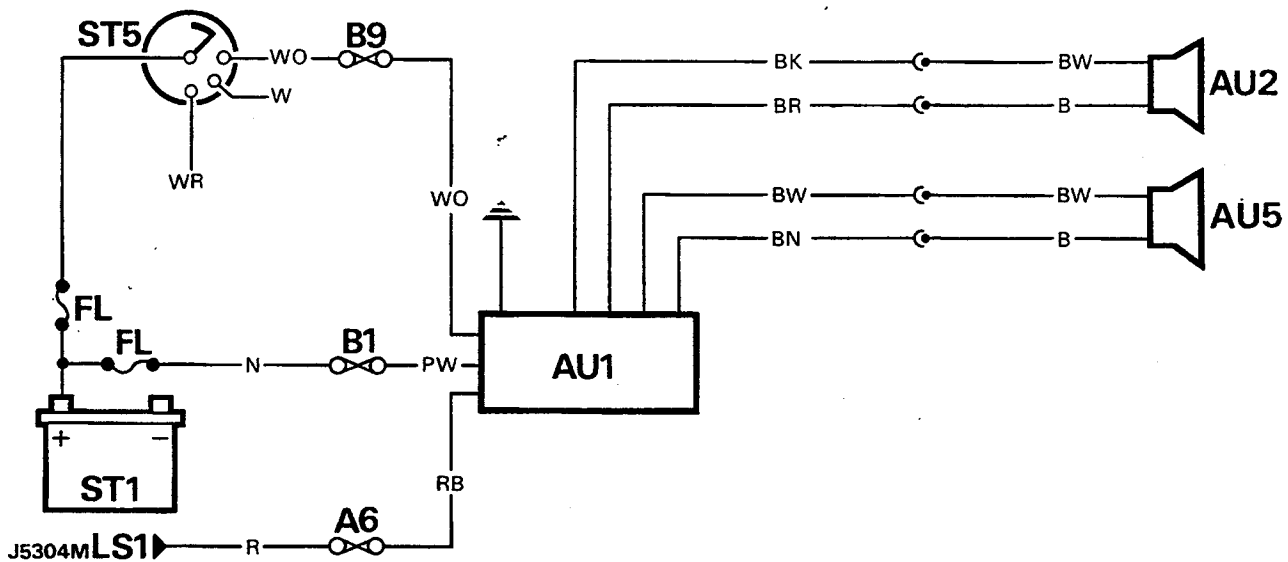 ST5
WO
B9
W
WR
WO
BK
BW
AU2
BR
B
BW
BW
AU5
BN
B
FL
FL
N
B1
PW
AU1
+
−
ST1
RB
A6
J5304M
LS1
R